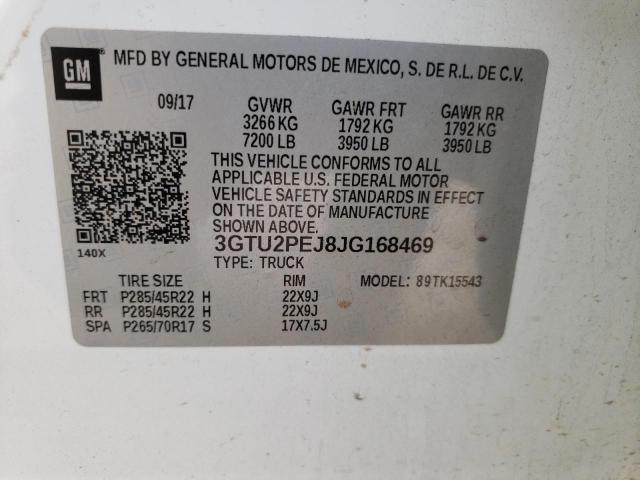 GM
MFD BY GENERAL MOTORS DE MEXICO, S. DE R.L. DE C.V.
09/17 GVWR GAWR FRT GAWR RR
3266 KG 1792 KG 1792 KG
7200 LB 3950 LB 3950 LB
THIS VEHICLE CONFORMS TO ALL
APPLICABLE U.S. FEDERAL MOTOR
VEHICLE SAFETY STANDARDS IN EFFECT
ON THE DATE OF MANUFACTURE
SHOWN ABOVE.
3GTU2PEJ8JG168469
140X
TYPE: TRUCK
TIRE SIZE RIM MODEL: 89TK15543
FRT P285/45R22 H 22X9J
RR P285/45R22 H 22X9J
SPA P265/70R17 S 17X7.5J